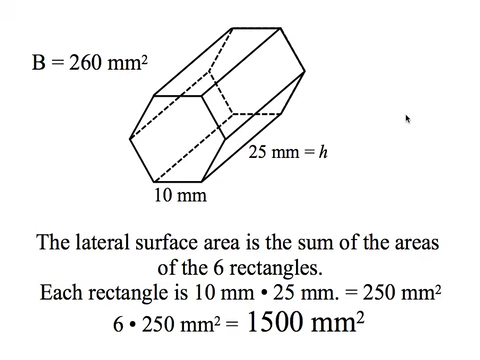 B = 260 mm²
25 mm = h
10 mm
The lateral surface area is the sum of the areas
of the 6 rectangles.
Each rectangle is 10 mm • 25 mm. = 250 mm²
6 • 250 mm² = 1500 mm²